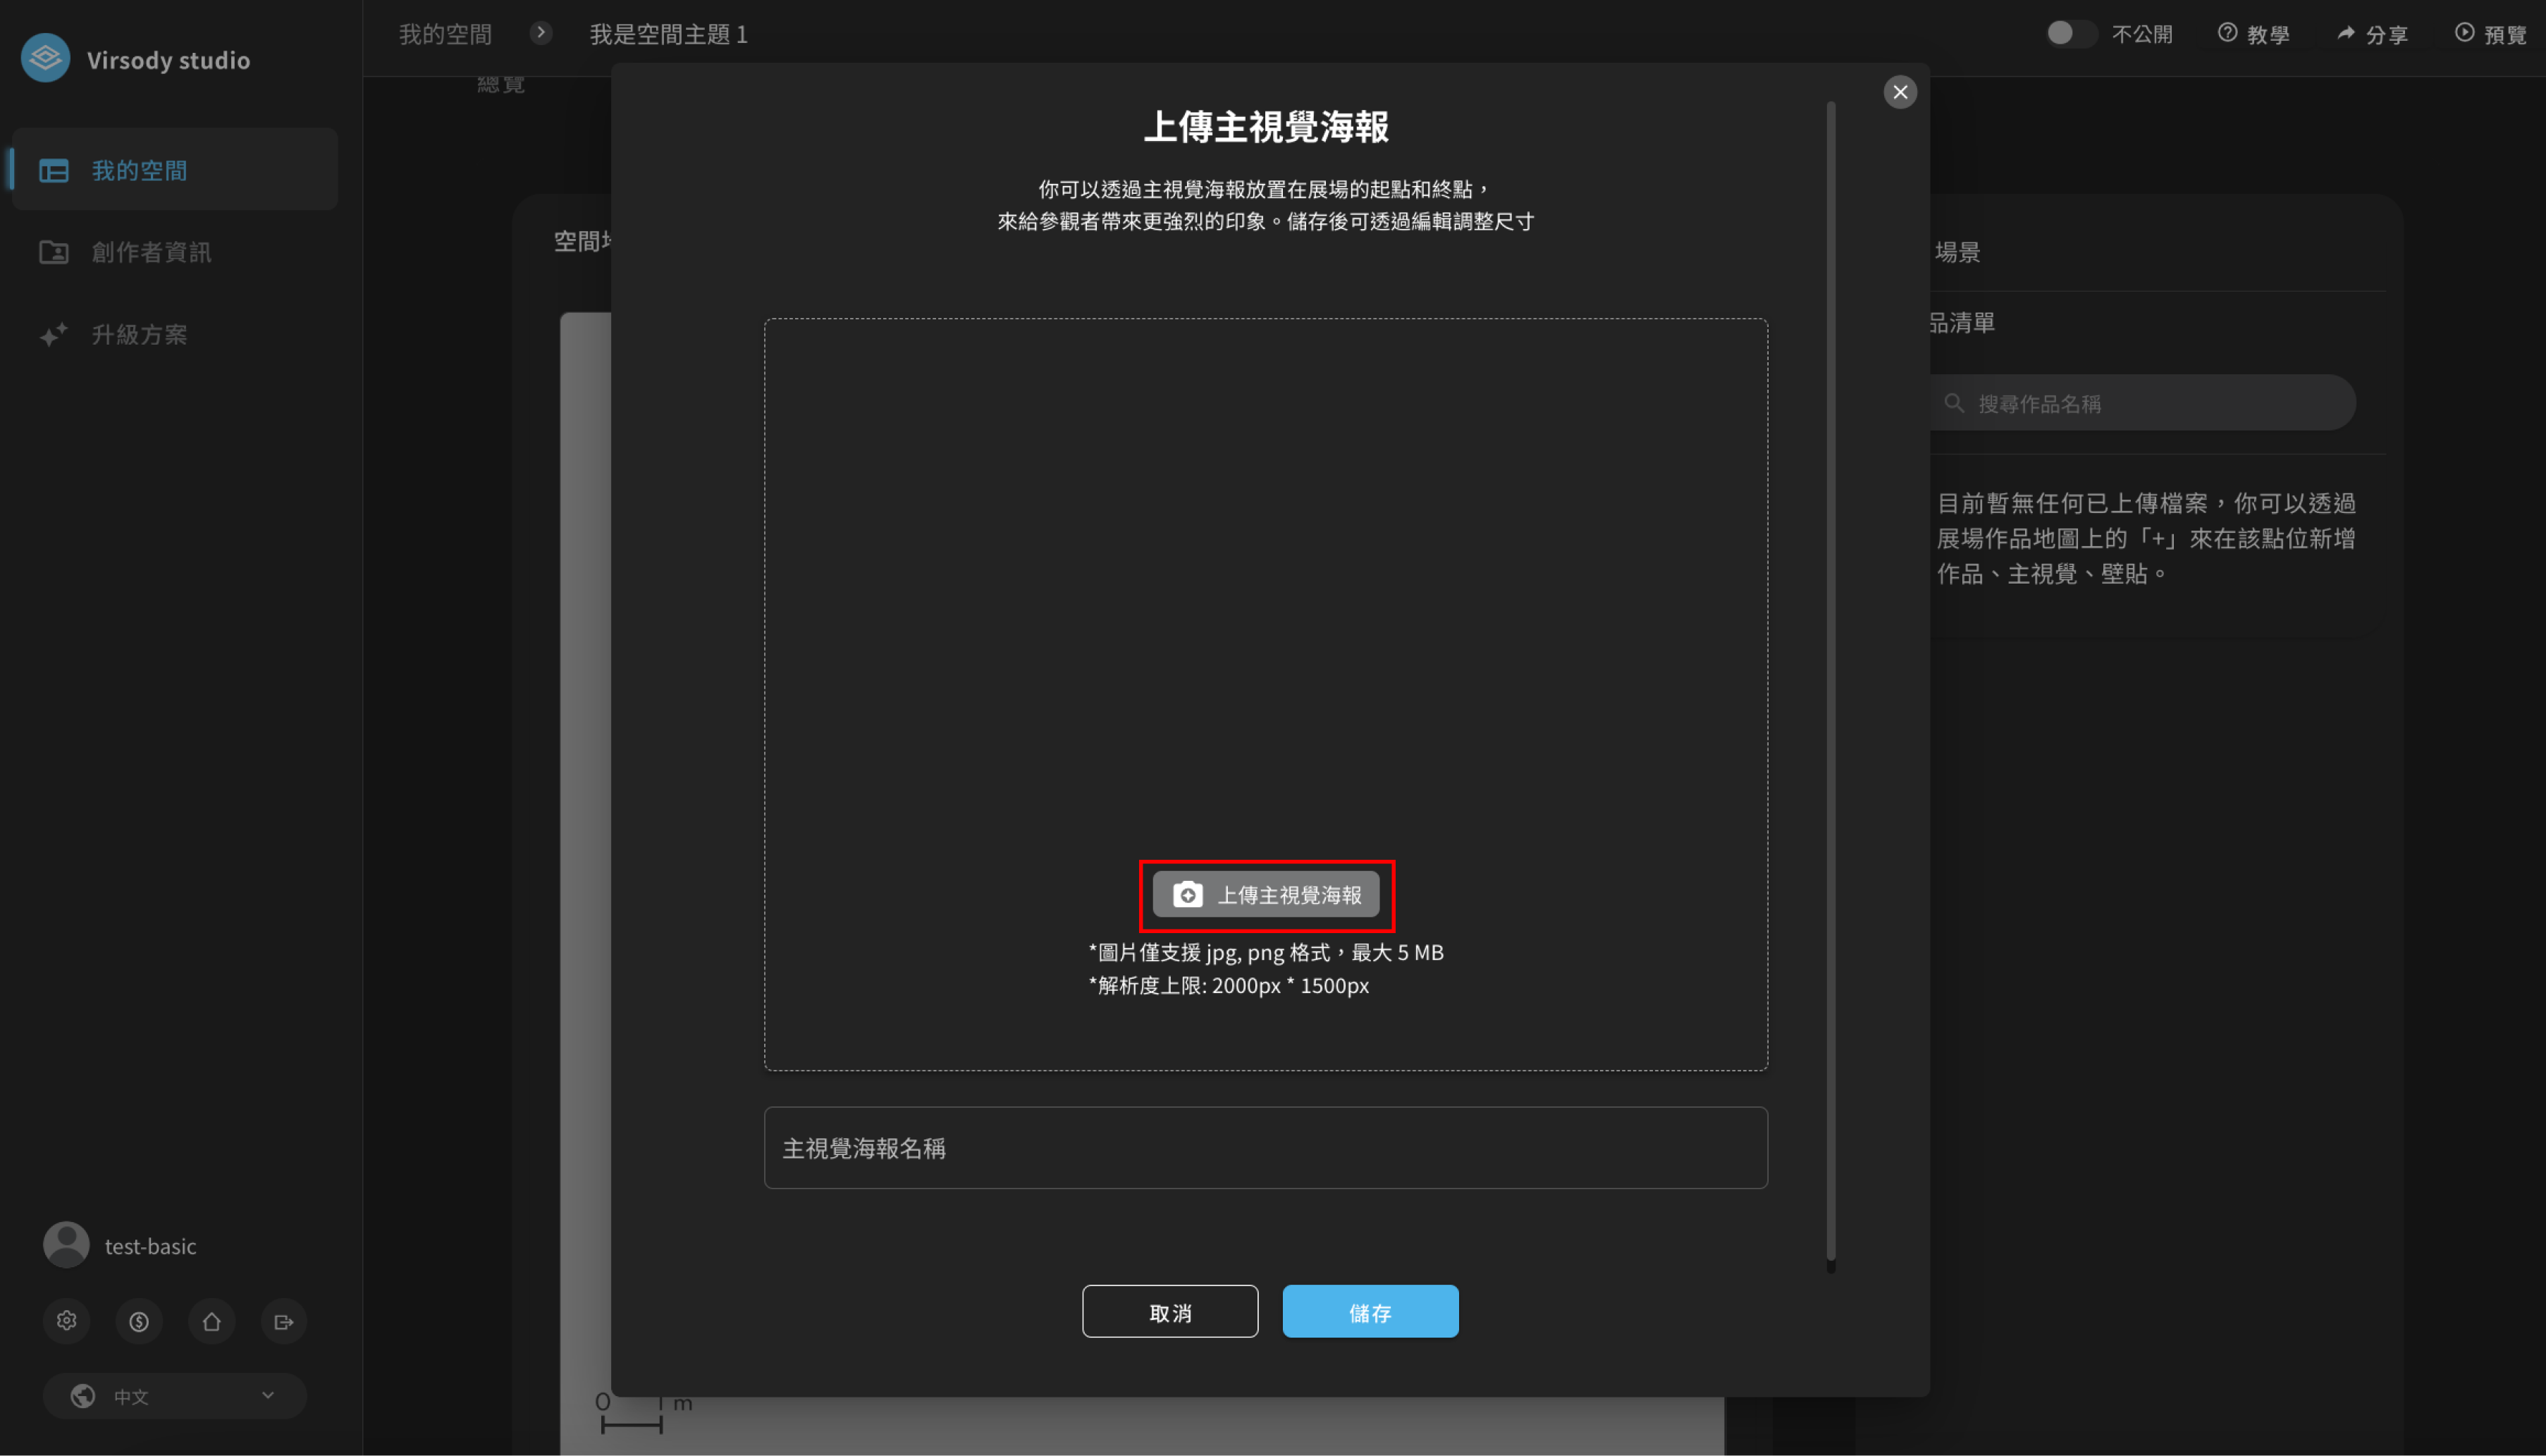 Virsody studio
我的空間
創作者資訊
升級方案
test-basic
中文
我的空間
我是空間主題 1
不公開
教學
分享
預覽
總覽
空間
上傳主視覺海報
你可以透過主視覺海報放置在展場的起點和終點，
來給參觀者帶來更強烈的印象。儲存後可透過編輯調整尺寸
上傳主視覺海報
*圖片僅支援 jpg, png 格式，最大 5 MB
*解析度上限: 2000px * 1500px
主視覺海報名稱
取消
儲存
0 1 m
場景
品清單
搜尋作品名稱
目前暫無任何已上傳檔案，你可以透過
展場作品地圖上的「+」來在該點位新增
作品、主視覺、壁貼。